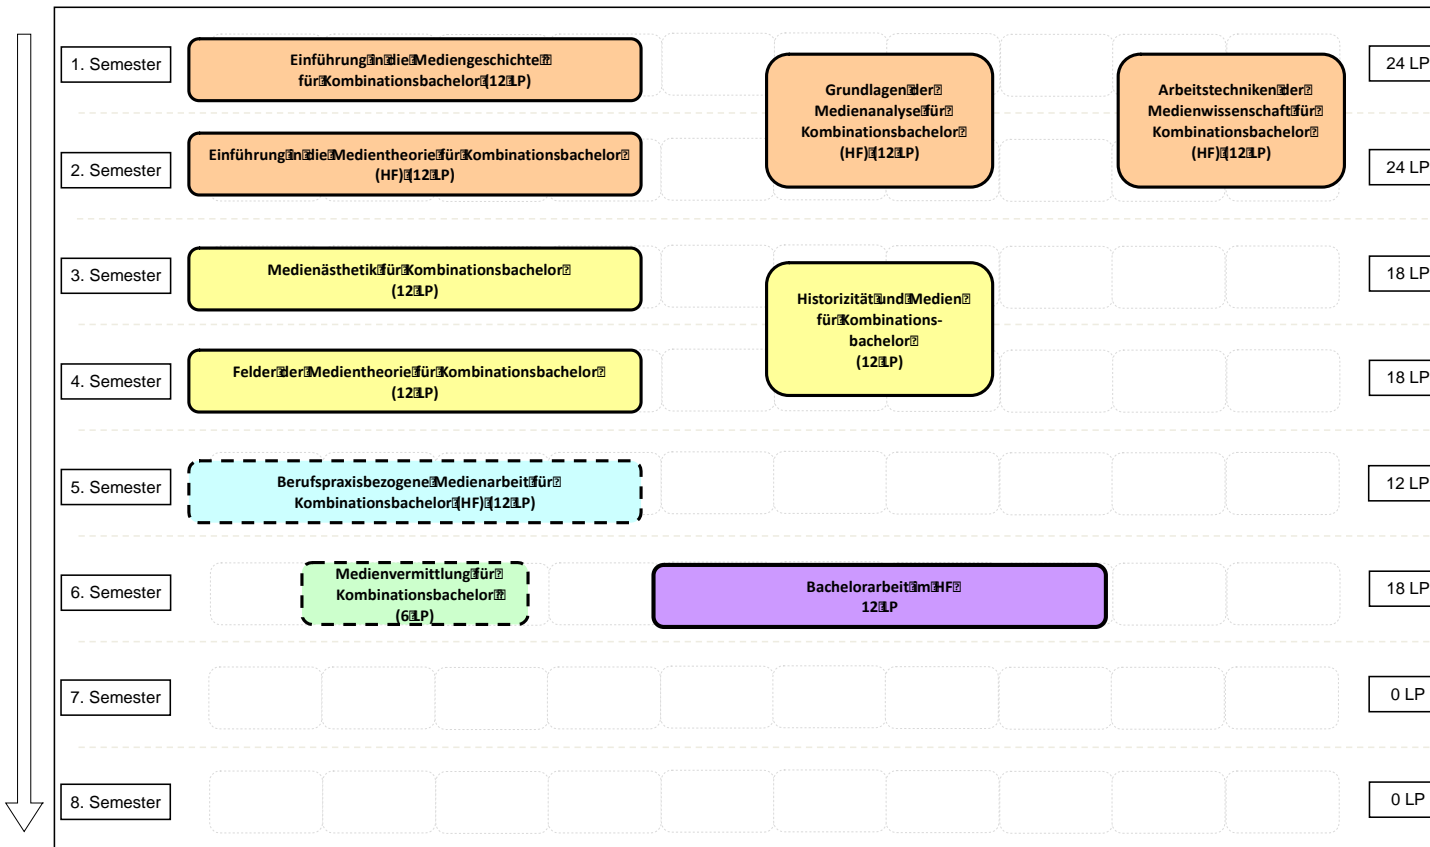 1. Semester
Einführung in die Mediengeschichte
für Kombinationsbachelor (12 LP)
Grundlagen der
Medienanalyse für
Kombinationsbachelor
(HF) (12 LP)
Arbeitstechniken der
Medienwissenschaft für
Kombinationsbachelor
(HF) (12 LP)
24 LP
2. Semester
Einführung in die Medientheorie für Kombinationsbachelor
(HF) (12 LP)
24 LP
3. Semester
Medienästhetik für Kombinationsbachelor
(12 LP)
Historizität und Medien
für Kombinations-
bachelor
(12 LP)
18 LP
4. Semester
Felder der Medientheorie für Kombinationsbachelor
(12 LP)
18 LP
5. Semester
Berufspraxisbezogene Medienarbeit für
Kombinationsbachelor (HF) (12 LP)
12 LP
6. Semester
Medienvermittlung für
Kombinationsbachelor
(6 LP)
Bachelorarbeit im HF
12 LP
18 LP
7. Semester
0 LP
8. Semester
0 LP